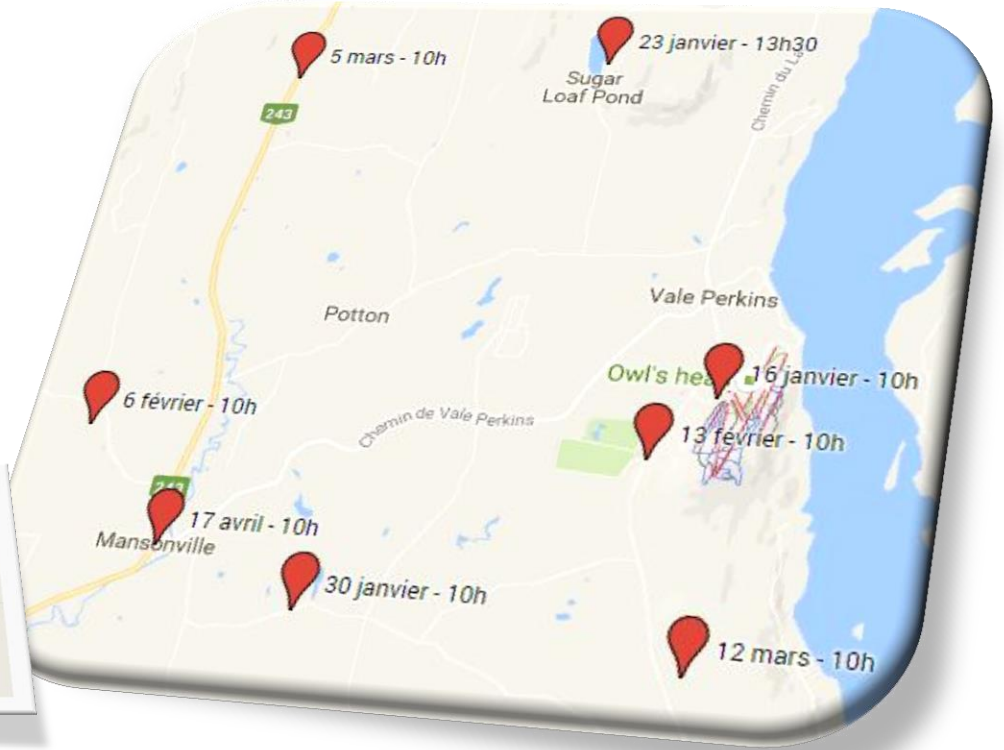 5 mars - 10h
23 janvier - 13h30
Sugar
Loaf Pond
243
Chemin du
Potton
Vale Perkins
Owl's
16 janvier - 10h
6 février - 10h
Chemin de Vale Perkins
13 février - 10h
243
17 avril - 10h
Mansonville
30 janvier - 10h
12 mars - 10h